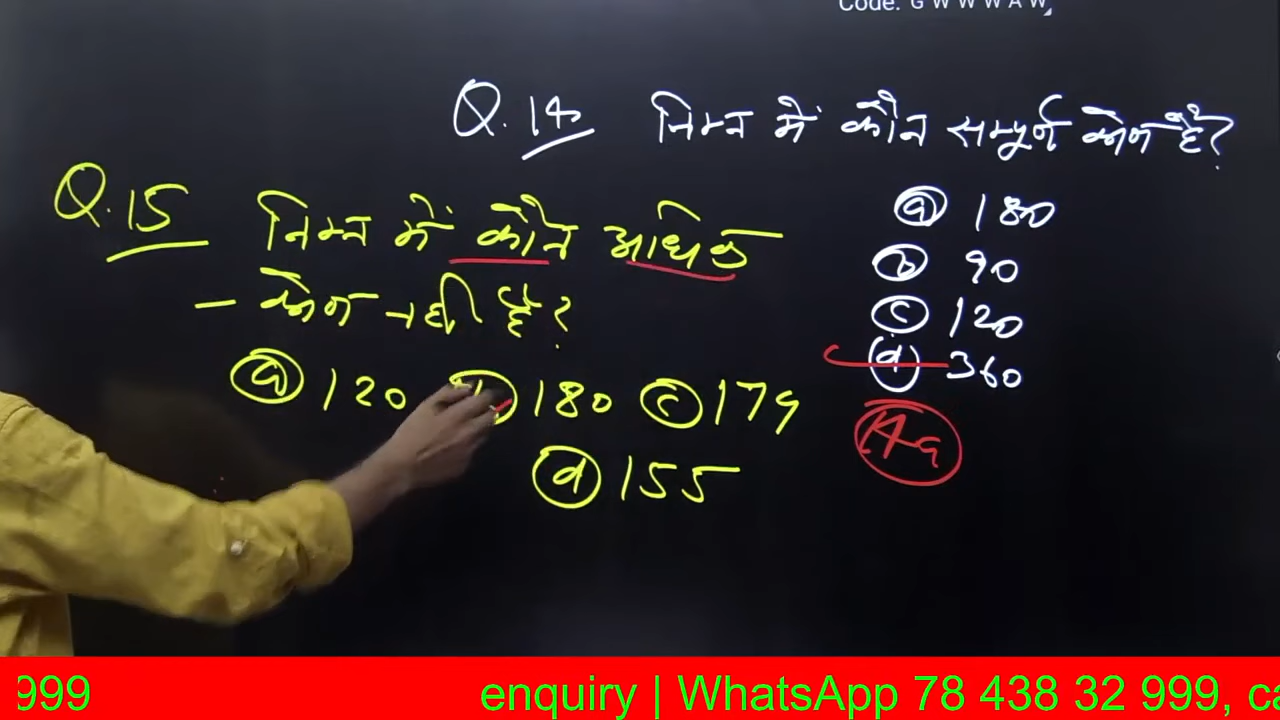 Code: G W W W A W
Q.14 निम्न में कौन सम्पूर्ण कोण है?
(a) 180
(b) 90
(c) 120
(d) 360
Q.15 निम्न में कौन अधिक
- कोण नहीं है?
(a) 120 (b) 180 (c) 179
(d) 155
999 enquiry | WhatsApp 78 438 32 999, ca